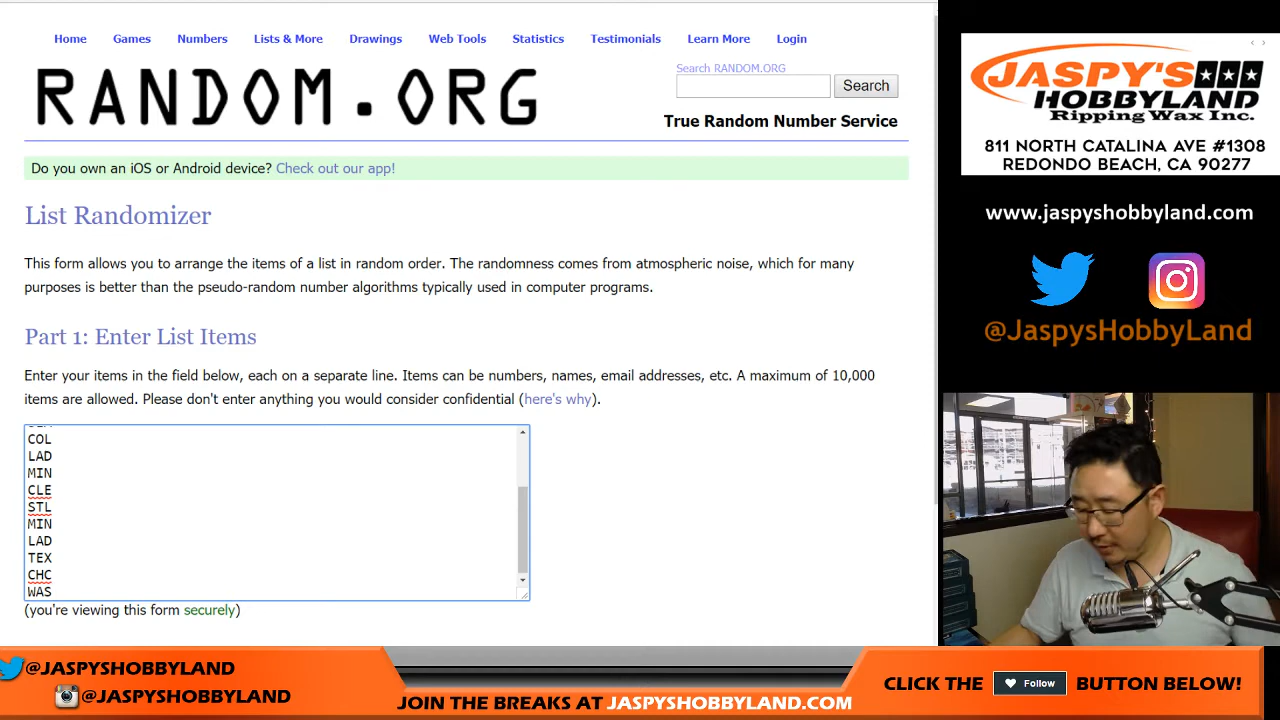 Home Games Numbers Lists & More Drawings Web Tools Statistics Testimonials Learn More Login
RANDOM.ORG
Search RANDOM.ORG
Search
True Random Number Service
Do you own an iOS or Android device? Check out our app!
List Randomizer
This form allows you to arrange the items of a list in random order. The randomness comes from atmospheric noise, which for many
purposes is better than the pseudo-random number algorithms typically used in computer programs.
Part 1: Enter List Items
Enter your items in the field below, each on a separate line. Items can be numbers, names, email addresses, etc. A maximum of 10,000
items are allowed. Please don't enter anything you would consider confidential (here's why).
COL
LAD
MIN
CLE
STL
MIN
LAD
TEX
CHC
WAS
(you're viewing this form securely)
JASPY'S
HOBBYLAND
Ripping Wax Inc.
811 NORTH CATALINA AVE #1308
REDONDO BEACH, CA 90277
www.jaspyshobbyland.com
@JaspysHobbyLand
@JASPYSHOBBYLAND
@JASPYSHOBBYLAND
JOIN THE BREAKS AT JASPYSHOBBYLAND.COM
CLICK THE Follow BUTTON BELOW!